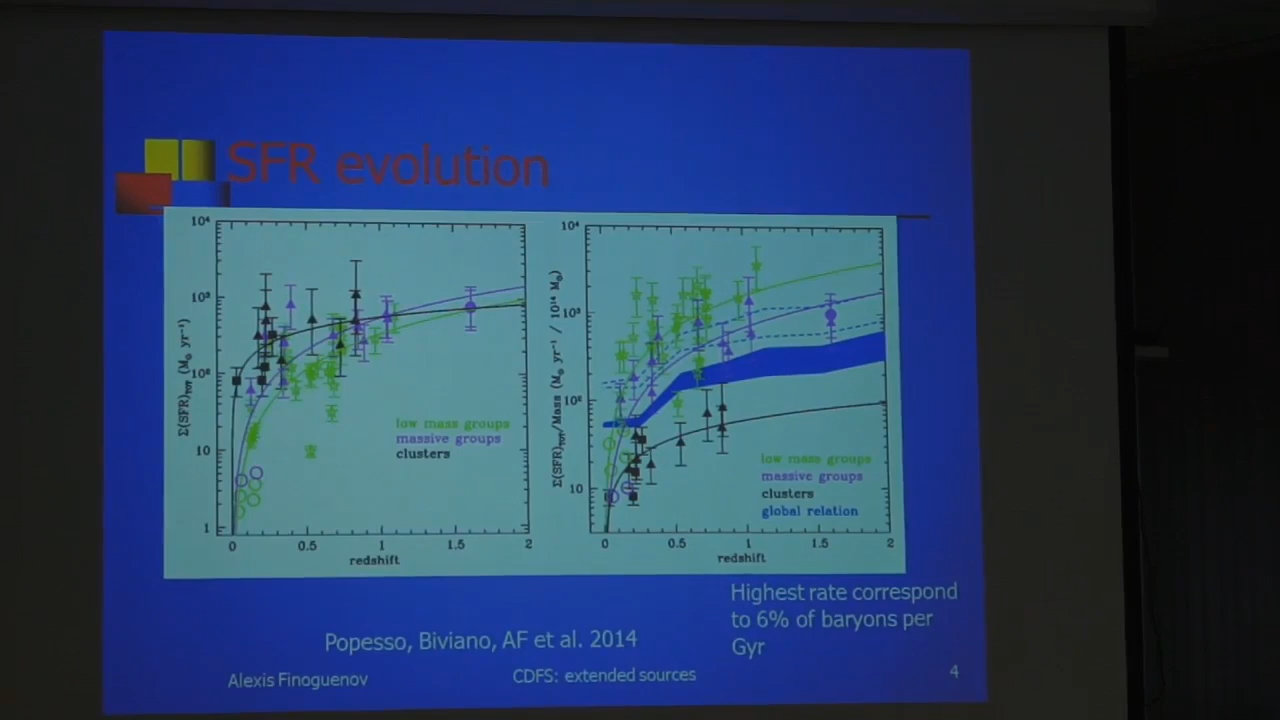 SFR evolution
10⁴
10³
10²
10
1
Σ(SFR)TOT (M⊙ yr⁻¹)
low mass groups
massive groups
clusters
0 0.5 1 1.5 2
redshift
10⁴
10³
10²
10
Σ(SFR)TOT/Mass (M⊙ yr⁻¹ / 10¹⁴ M⊙)
low mass groups
massive groups
clusters
global relation
0 0.5 1 1.5 2
redshift
Highest rate correspond
to 6% of baryons per
Gyr
Popesso, Biviano, AF et al. 2014
Alexis Finoguenov
CDFS: extended sources
4